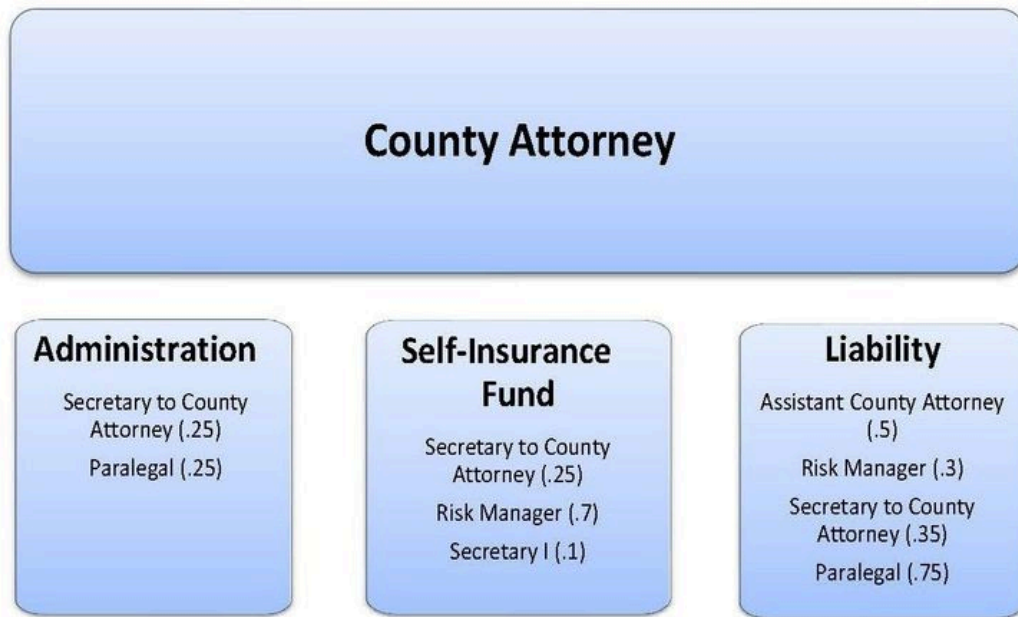 County Attorney
Administration
Secretary to County
Attorney (.25)
Paralegal (.25)
Self-Insurance
Fund
Secretary to County
Attorney (.25)
Risk Manager (.7)
Secretary I (.1)
Liability
Assistant County Attorney
(.5)
Risk Manager (.3)
Secretary to County
Attorney (.35)
Paralegal (.75)